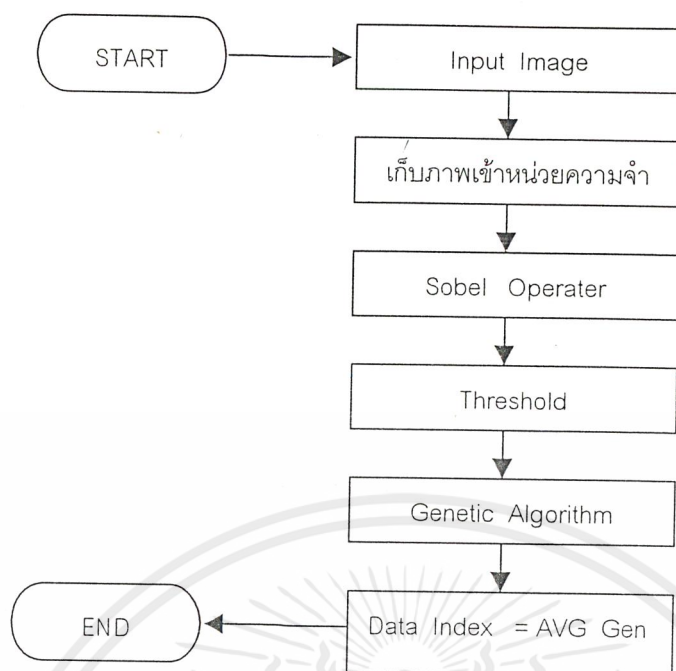 START
Input Image
เก็บภาพเข้าหน่วยความจำ
Sobel Operater
Threshold
Genetic Algorithm
Data Index = AVG Gen
END